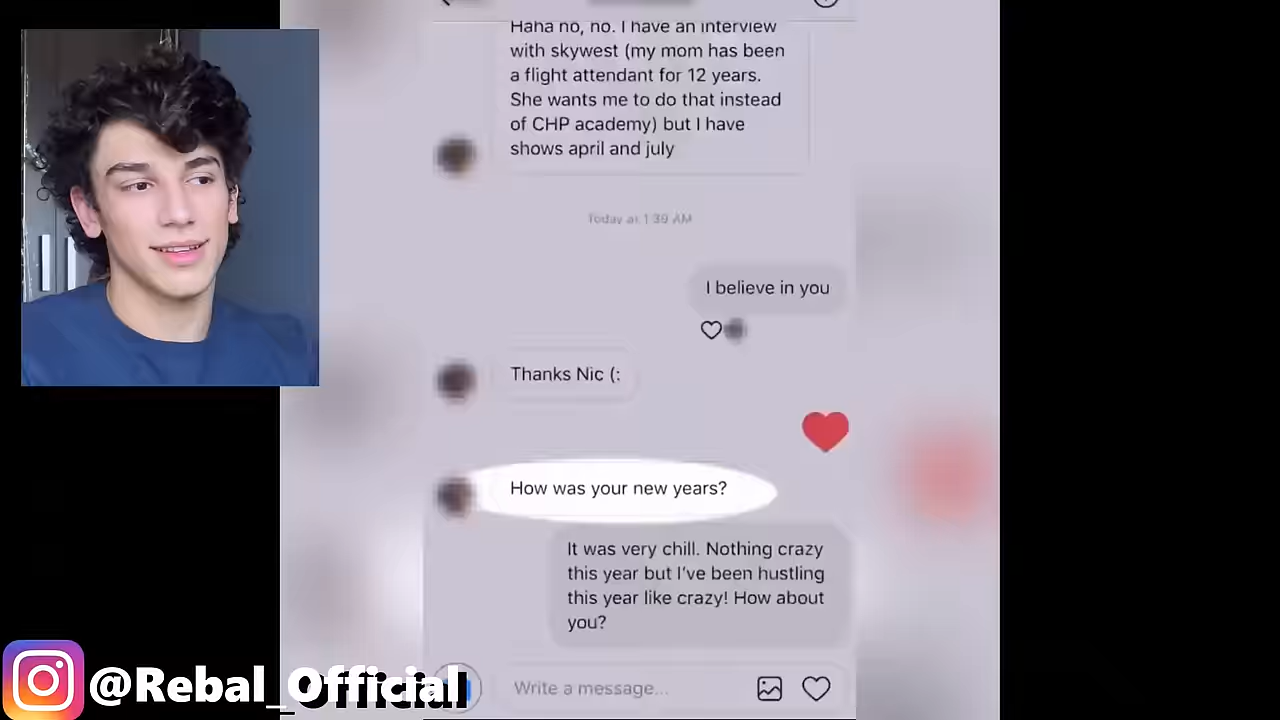 Haha no, no. I have an interview
with skywest (my mom has been
a flight attendant for 12 years.
She wants me to do that instead
of CHP academy) but I have
shows april and july
Today at 1:39 AM
I believe in you
Thanks Nic (:
How was your new years?
It was very chill. Nothing crazy
this year but I've been hustling
this year like crazy! How about
you?
Write a message...
@Rebal_Official